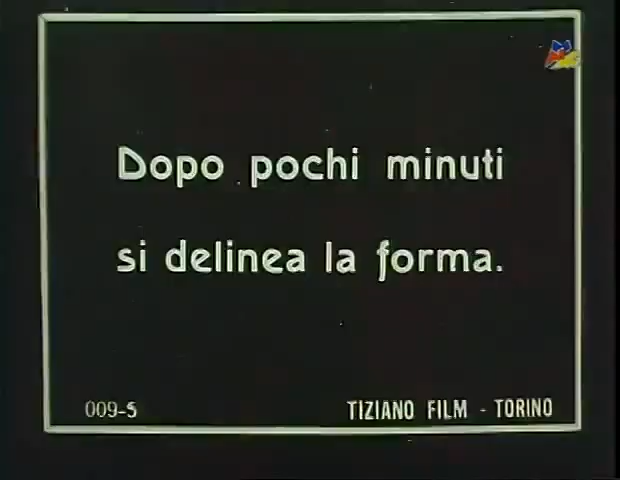 Dopo pochi minuti
si delinea la forma.
009-5 TIZIANO FILM - TORINO